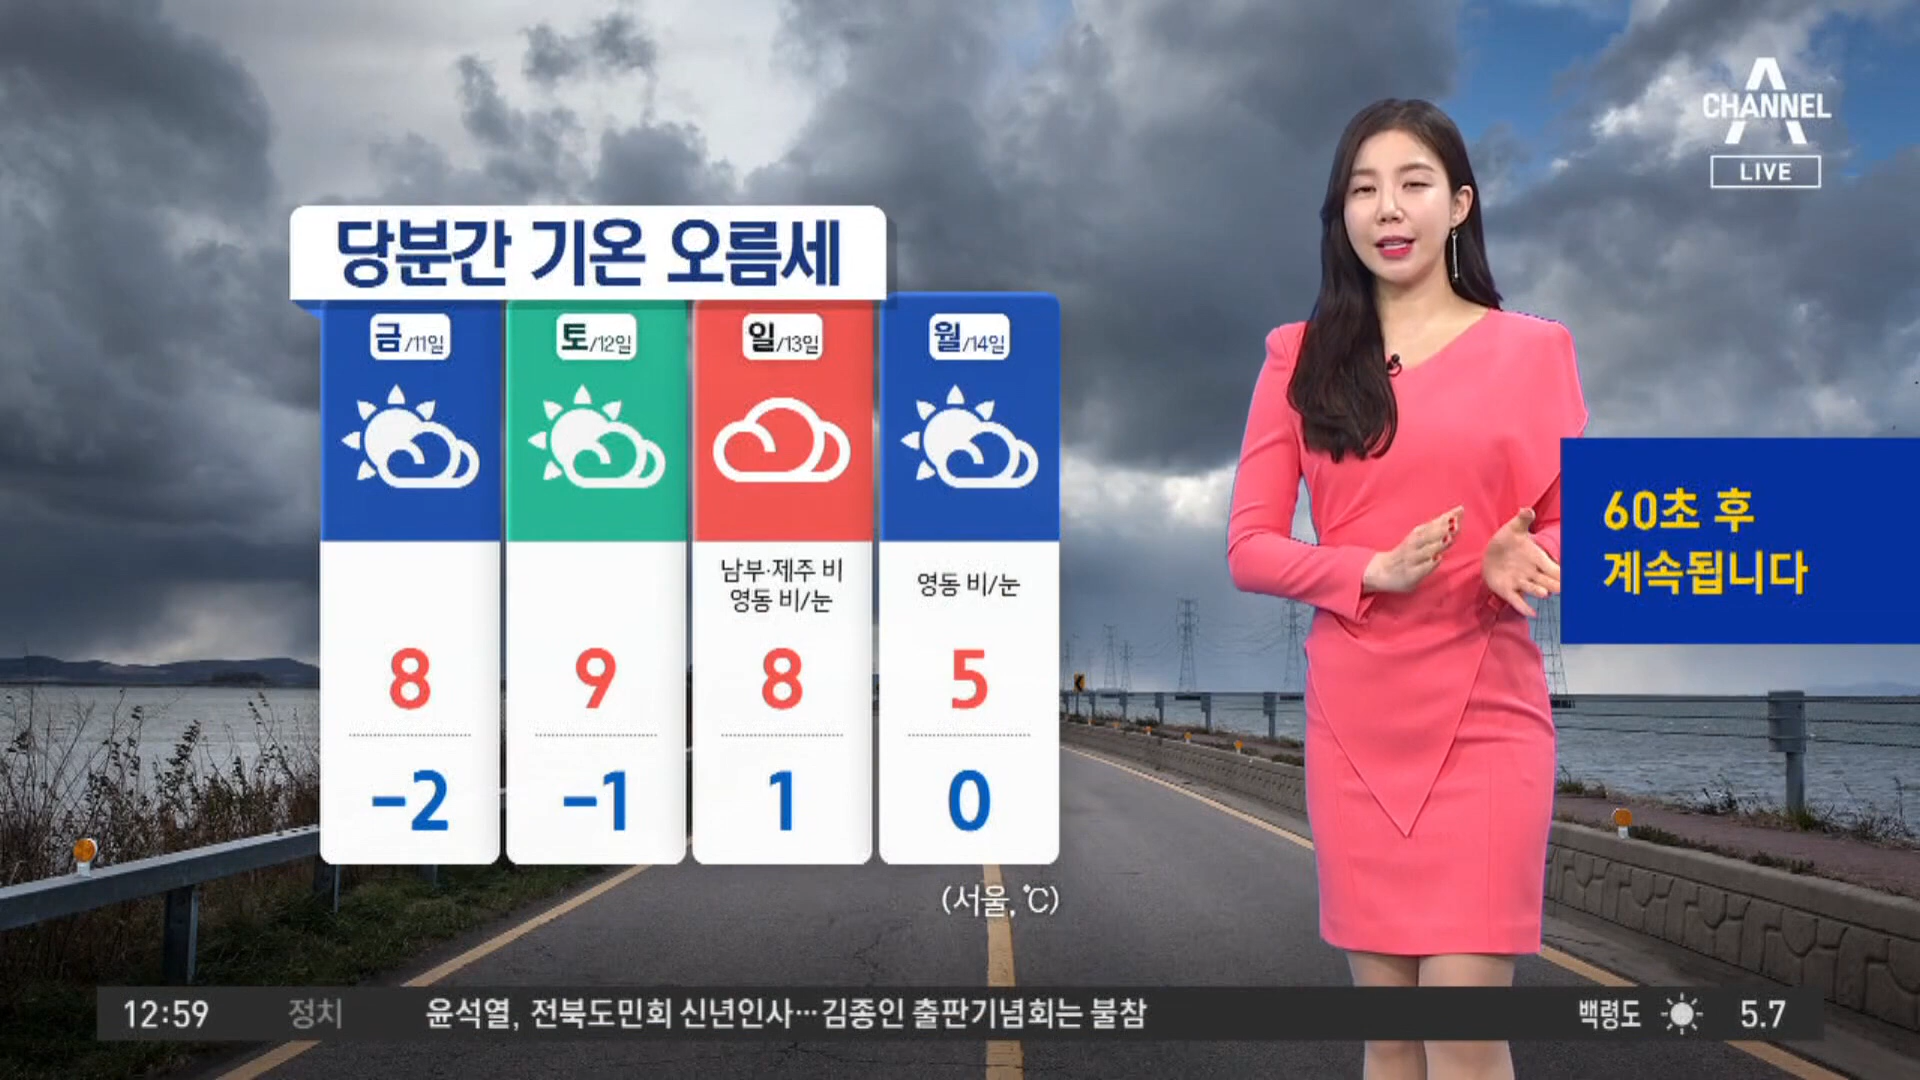 CHANNEL A
LIVE
당분간 기온 오름세
금/11일
토/12일
일/13일
월/14일
남부·제주 비
영동 비/눈
영동 비/눈
8
9
8
5
-2
-1
1
0
(서울, ℃)
60초 후
계속됩니다
12:59 정치 윤석열, 전북도민회 신년인사…김종인 출판기념회는 불참 백령도 5.7